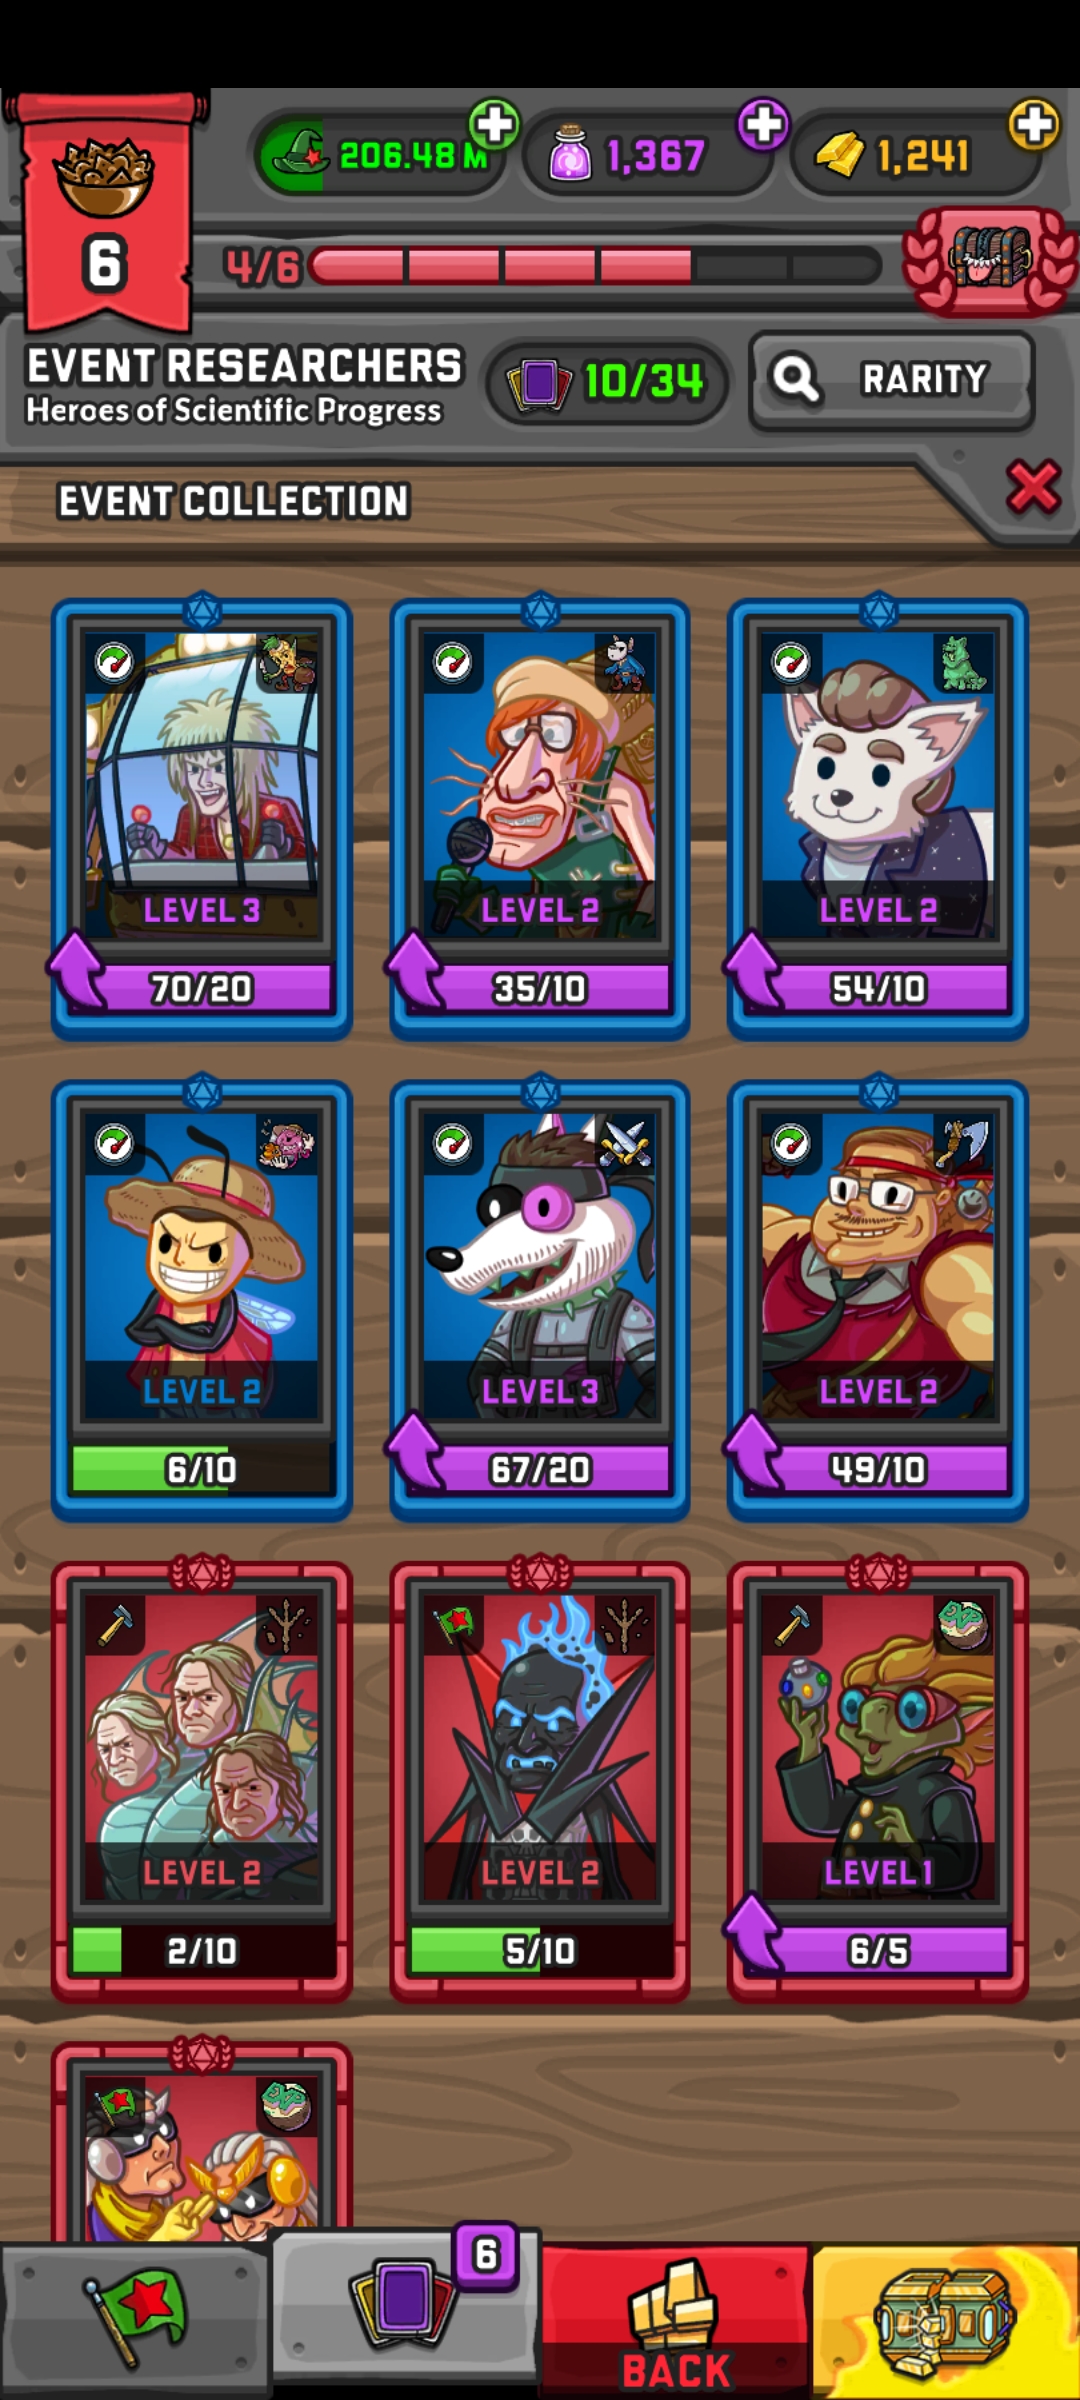 206.48 M
1,367
1,241
6
4/6
EVENT RESEARCHERS
Heroes of Scientific Progress
10/34
RARITY
EVENT COLLECTION
LEVEL 3
LEVEL 2
LEVEL 2
70/20
35/10
54/10
LEVEL 2
LEVEL 3
LEVEL 2
6/10
67/20
49/10
EXP
LEVEL 2
LEVEL 2
LEVEL 1
2/10
5/10
6/5
EXP
6
BACK